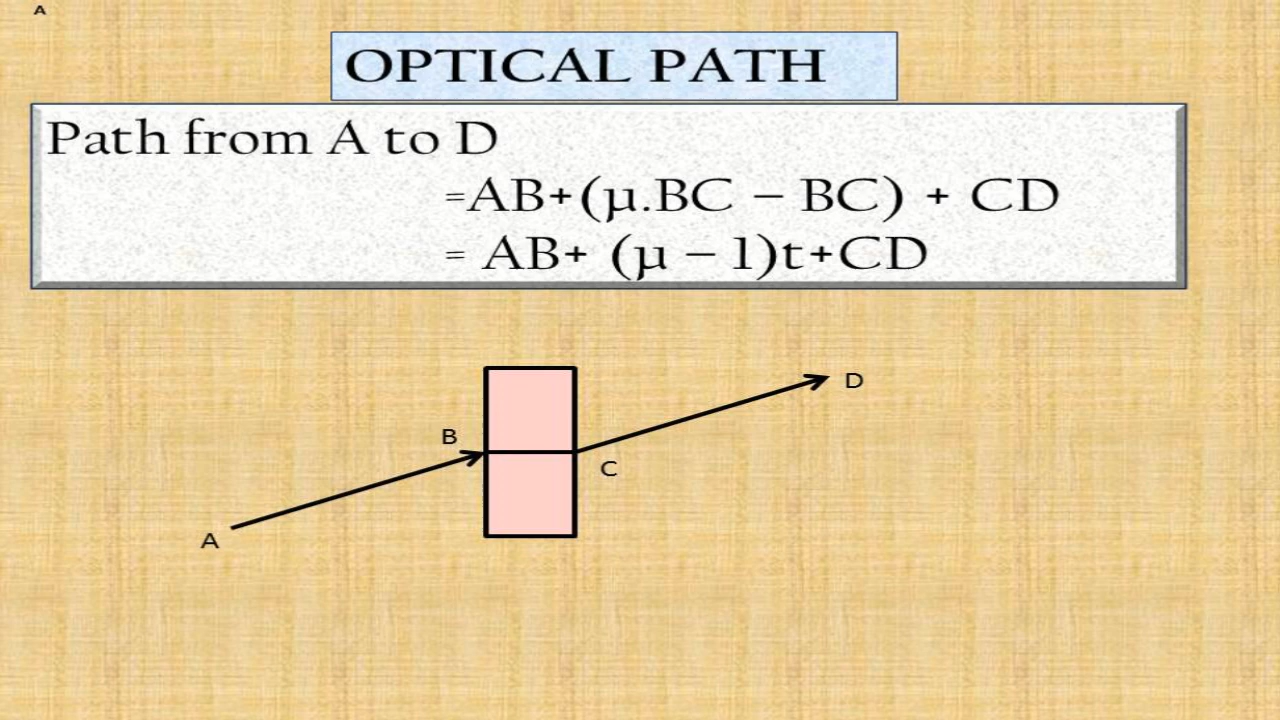 A
OPTICAL PATH
Path from A to D
=AB+(µ.BC – BC) + CD
= AB+ (µ – 1)t+CD
D
B
C
A